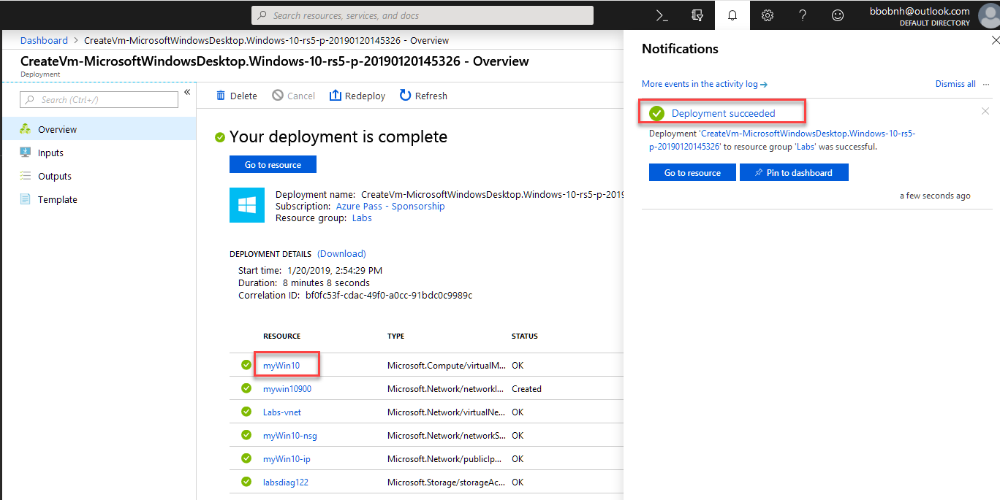 Search resources, services, and docs
bbobnh@outlook.com
DEFAULT DIRECTORY
Dashboard > CreateVm-MicrosoftWindowsDesktop.Windows-10-rs5-p-20190120145326 - Overview
CreateVm-MicrosoftWindowsDesktop.Windows-10-rs5-p-20190120145326 - Overview
Deployment
Search (Ctrl+/)
Overview
Inputs
Outputs
Template
Delete Cancel Redeploy Refresh
Your deployment is complete
Go to resource
Deployment name: CreateVm-MicrosoftWindowsDesktop.Windows-10-rs5-p-2019
Subscription: Azure Pass - Sponsorship
Resource group: Labs
DEPLOYMENT DETAILS (Download)
Start time: 1/20/2019, 2:54:29 PM
Duration: 8 minutes 8 seconds
Correlation ID: bf0fc53f-cdac-49f0-a0cc-91bdc0c9989c
RESOURCE TYPE STATUS
myWin10 Microsoft.Compute/virtualM... OK
mywin10900 Microsoft.Network/networkI... Created
Labs-vnet Microsoft.Network/virtualNe... OK
myWin10-nsg Microsoft.Network/networkS... OK
myWin10-ip Microsoft.Network/publicIp... OK
labsdiag122 Microsoft.Storage/storageAc... OK
Notifications
More events in the activity log → Dismiss all ...
Deployment succeeded
Deployment 'CreateVm-MicrosoftWindowsDesktop.Windows-10-rs5-
p-20190120145326' to resource group 'Labs' was successful.
Go to resource Pin to dashboard
a few seconds ago